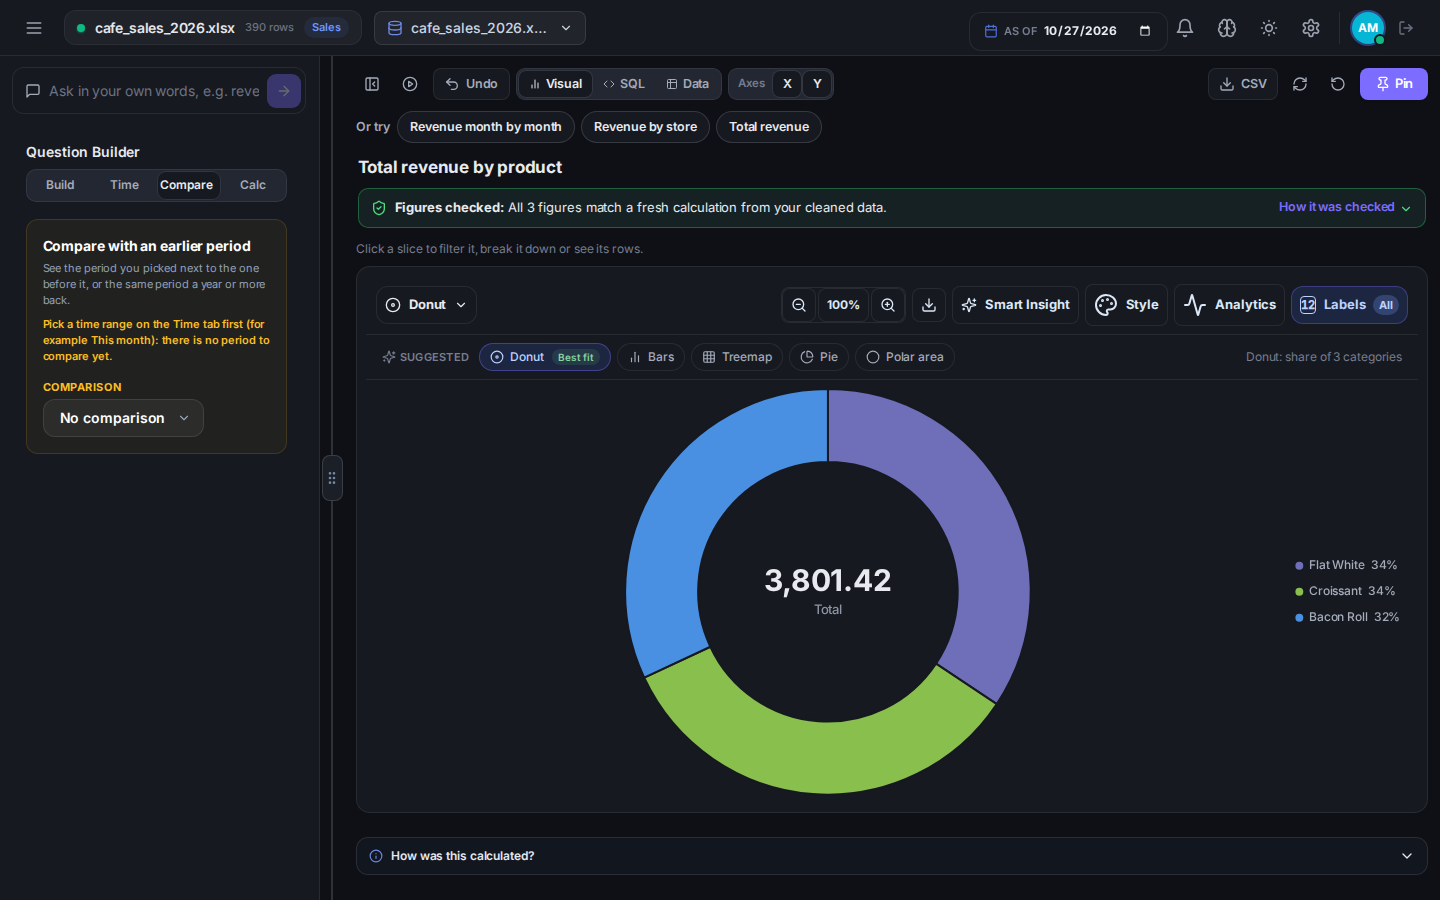 cafe_sales_2026.xlsx 390 rows Sales
cafe_sales_2026.x...
AS OF 10/27/2026
AM
Ask in your own words, e.g. reve
Question Builder
Build Time Compare Calc
Compare with an earlier period
See the period you picked next to the one
before it, or the same period a year or more
back.
Pick a time range on the Time tab first (for
example This month): there is no period to
compare yet.
COMPARISON
No comparison
Undo Visual SQL Data Axes X Y CSV Pin
Or try Revenue month by month Revenue by store Total revenue
Total revenue by product
Figures checked: All 3 figures match a fresh calculation from your cleaned data. How it was checked
Click a slice to filter it, break it down or see its rows.
Donut 100% Smart Insight Style Analytics 12 Labels All
SUGGESTED Donut Best fit Bars Treemap Pie Polar area Donut: share of 3 categories
3,801.42
Total
Flat White 34%
Croissant 34%
Bacon Roll 32%
How was this calculated?